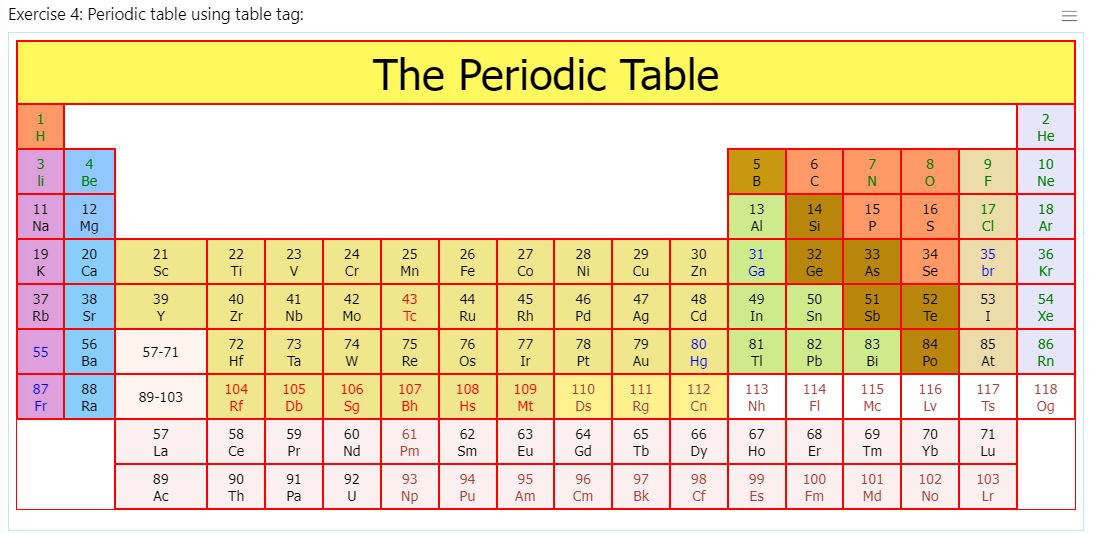 Exercise 4: Periodic table using table tag:
The Periodic Table
1 2
H He
3 4 5 6 7 8 9 10
li Be B C N O F Ne
11 12 13 14 15 16 17 18
Na Mg Al Si P S Cl Ar
19 20 21 22 23 24 25 26 27 28 29 30 31 32 33 34 35 36
K Ca Sc Ti V Cr Mn Fe Co Ni Cu Zn Ga Ge As Se br Kr
37 38 39 40 41 42 43 44 45 46 47 48 49 50 51 52 53 54
Rb Sr Y Zr Nb Mo Tc Ru Rh Pd Ag Cd In Sn Sb Te I Xe
55 56 57-71 72 73 74 75 76 77 78 79 80 81 82 83 84 85 86
Ba Hf Ta W Re Os Ir Pt Au Hg Tl Pb Bi Po At Rn
87 88 89-103 104 105 106 107 108 109 110 111 112 113 114 115 116 117 118
Fr Ra Rf Db Sg Bh Hs Mt Ds Rg Cn Nh Fl Mc Lv Ts Og
57 58 59 60 61 62 63 64 65 66 67 68 69 70 71
La Ce Pr Nd Pm Sm Eu Gd Tb Dy Ho Er Tm Yb Lu
89 90 91 92 93 94 95 96 97 98 99 100 101 102 103
Ac Th Pa U Np Pu Am Cm Bk Cf Es Fm Md No Lr